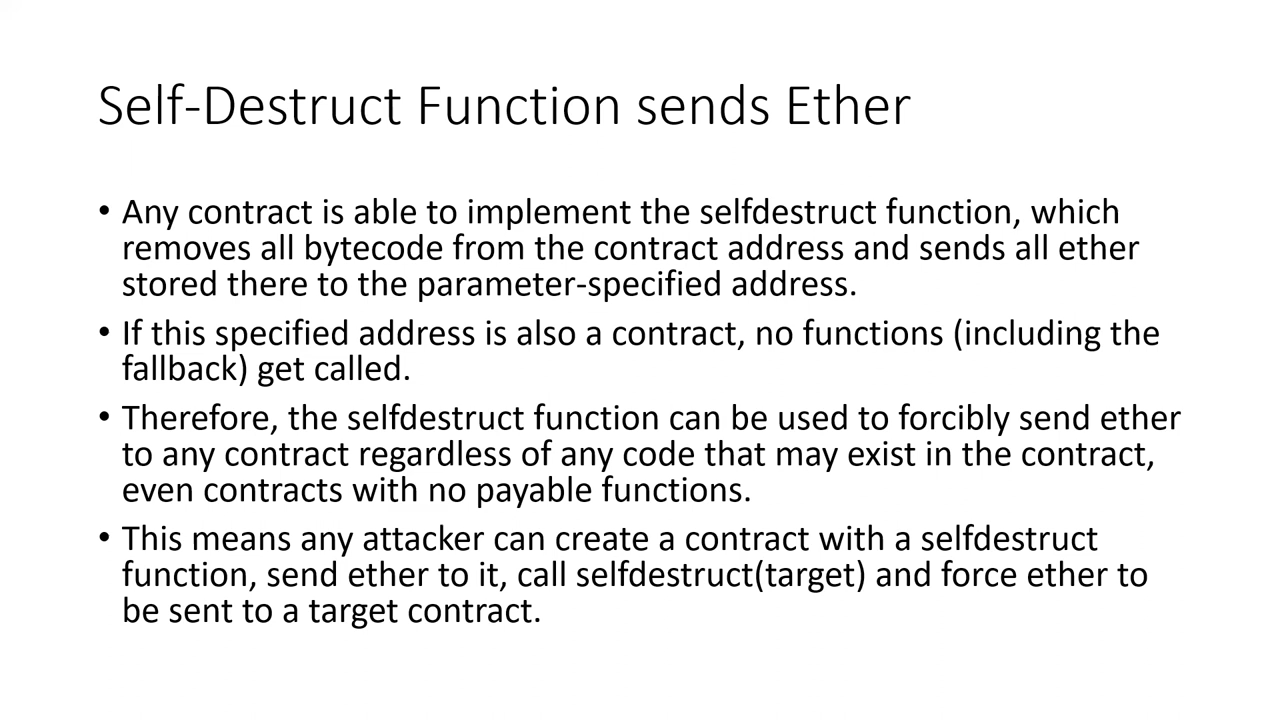 Self-Destruct Function sends Ether
• Any contract is able to implement the selfdestruct function, which
removes all bytecode from the contract address and sends all ether
stored there to the parameter-specified address.
• If this specified address is also a contract, no functions (including the
fallback) get called.
• Therefore, the selfdestruct function can be used to forcibly send ether
to any contract regardless of any code that may exist in the contract,
even contracts with no payable functions.
• This means any attacker can create a contract with a selfdestruct
function, send ether to it, call selfdestruct(target) and force ether to
be sent to a target contract.